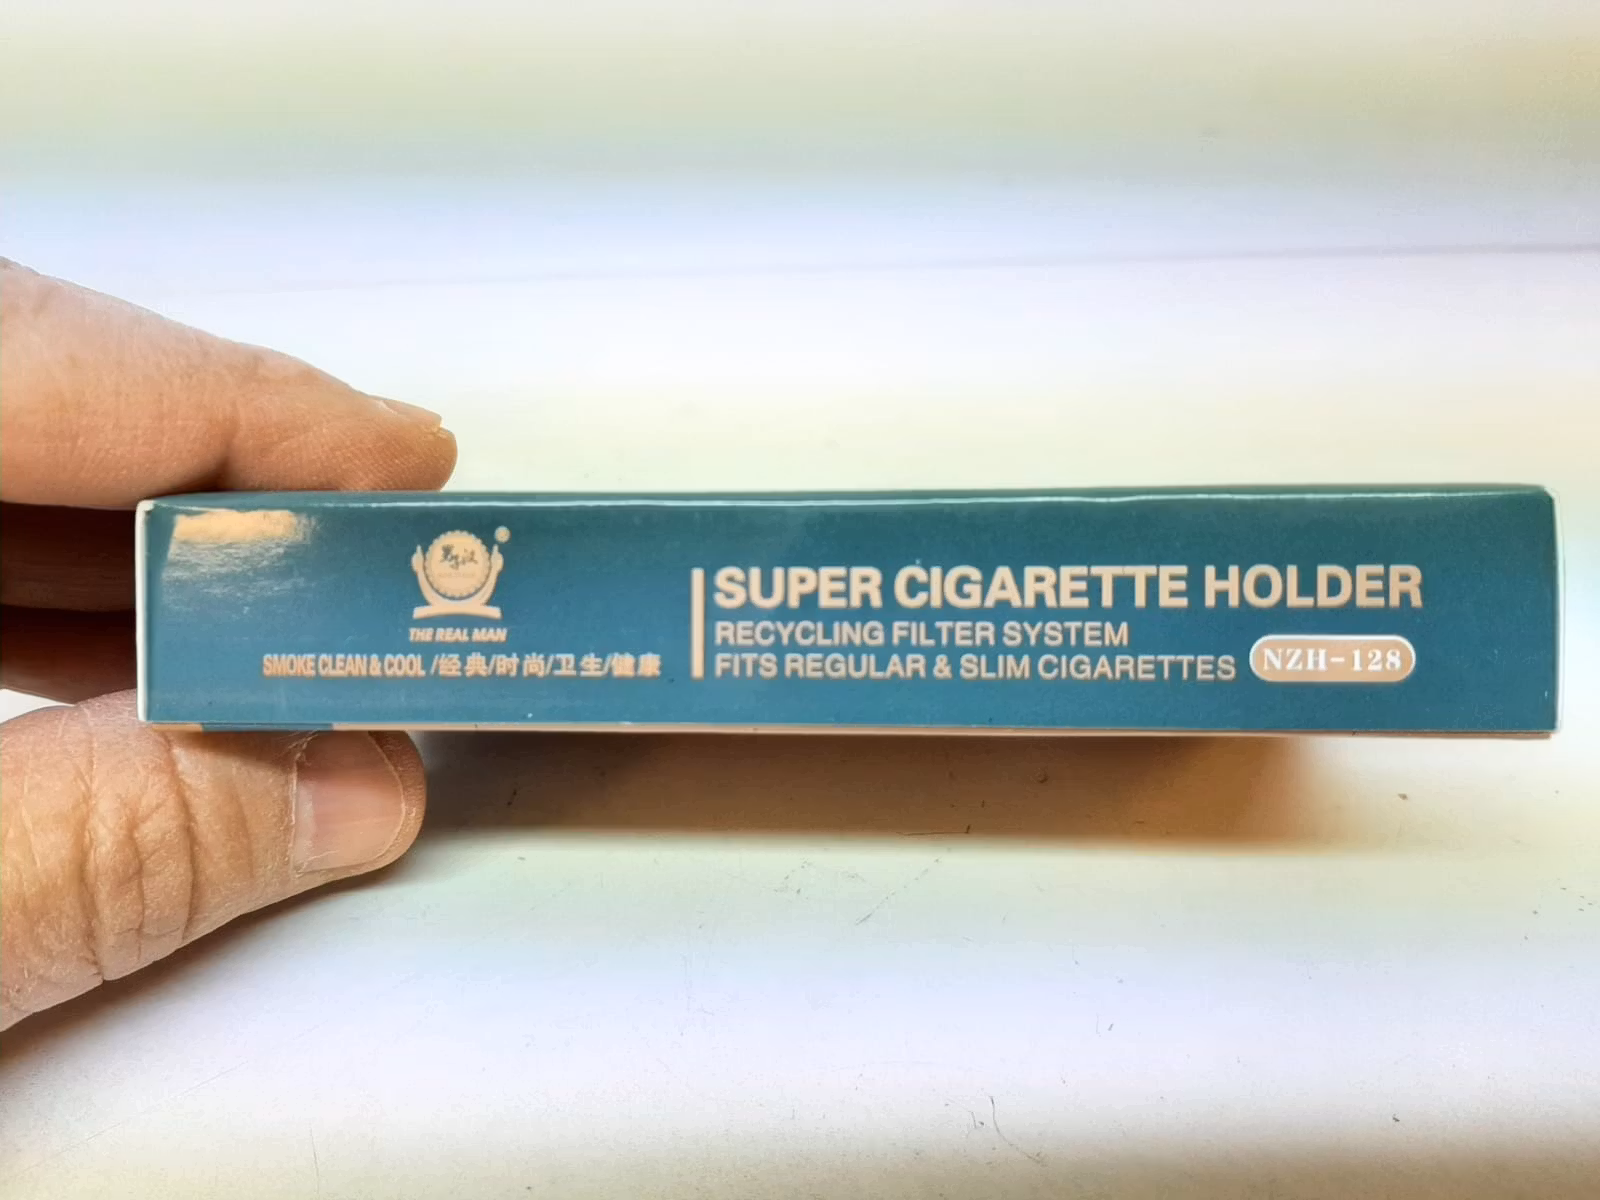 ®
THE REAL MAN
SMOKE CLEAN & COOL /经典/时尚/卫生/健康
SUPER CIGARETTE HOLDER
RECYCLING FILTER SYSTEM
FITS REGULAR & SLIM CIGARETTES
NZH-128